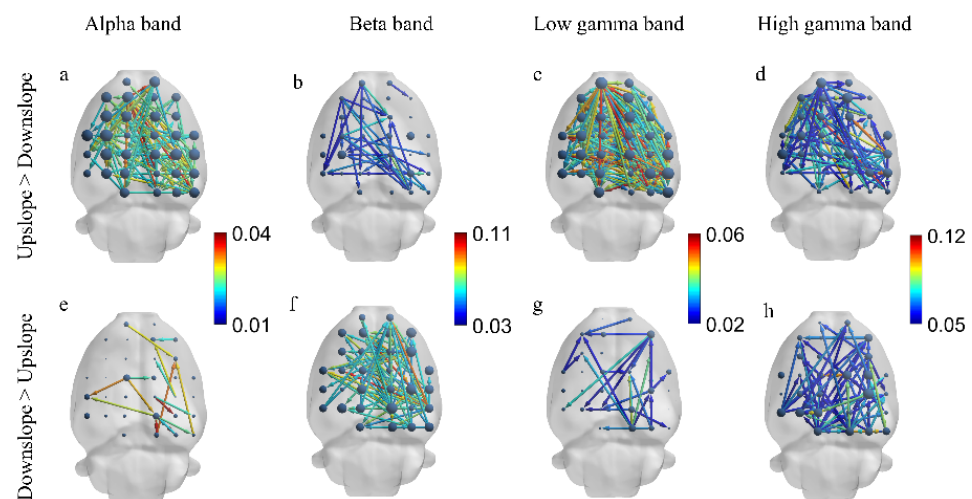 Alpha band Beta band Low gamma band High gamma band
Upslope > Downslope
a b c d
0.04 0.11 0.06 0.12
0.01 0.03 0.02 0.05
Downslope > Upslope
e f g h